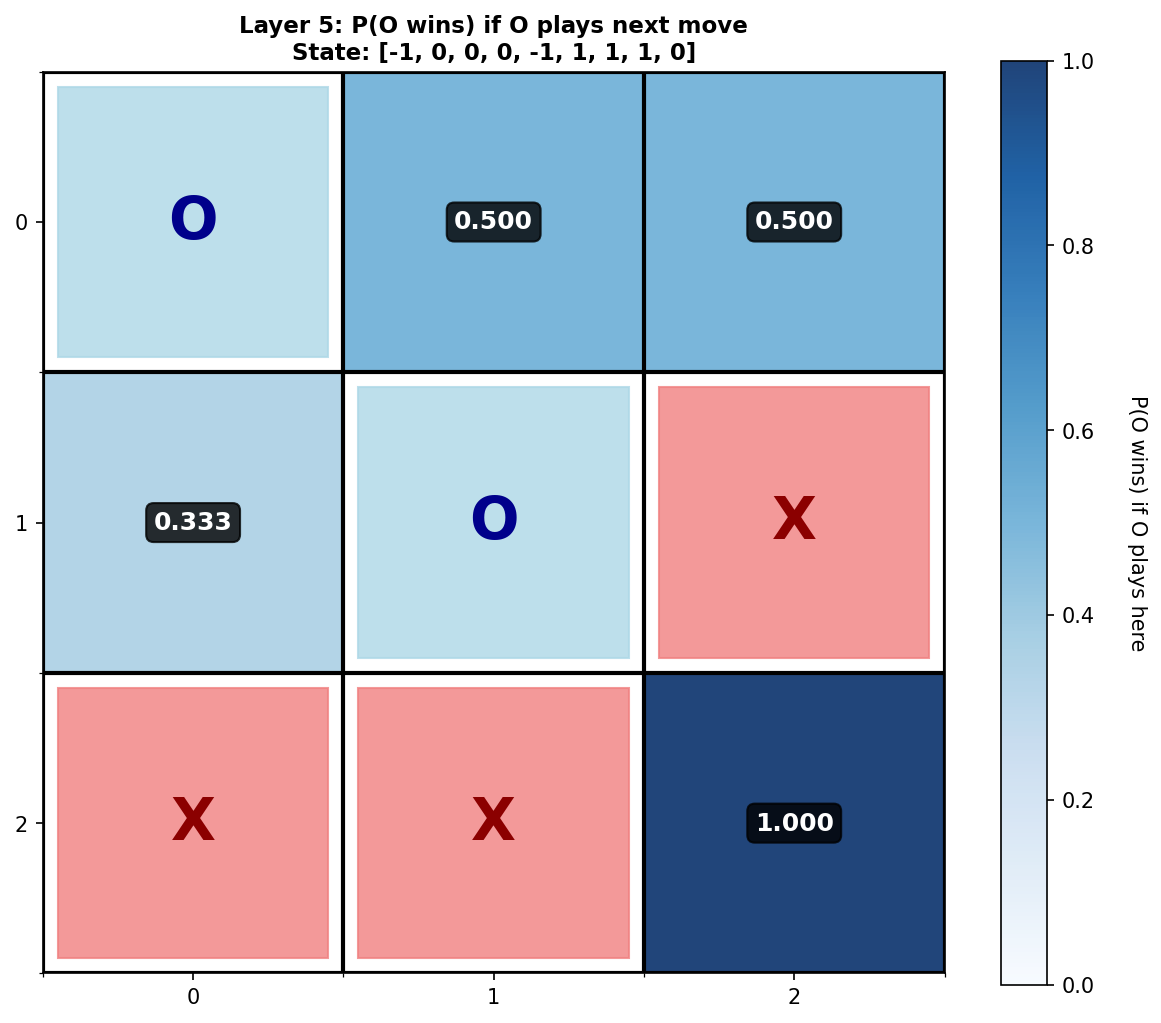 Layer 5: P(O wins) if O plays next move
State: [-1, 0, 0, 0, -1, 1, 1, 1, 0]
0
O
0.500
0.500
1
0.333
O
X
2
X
X
1.000
0
1
2
1.0
0.8
0.6
0.4
0.2
0.0
P(O wins) if O plays here